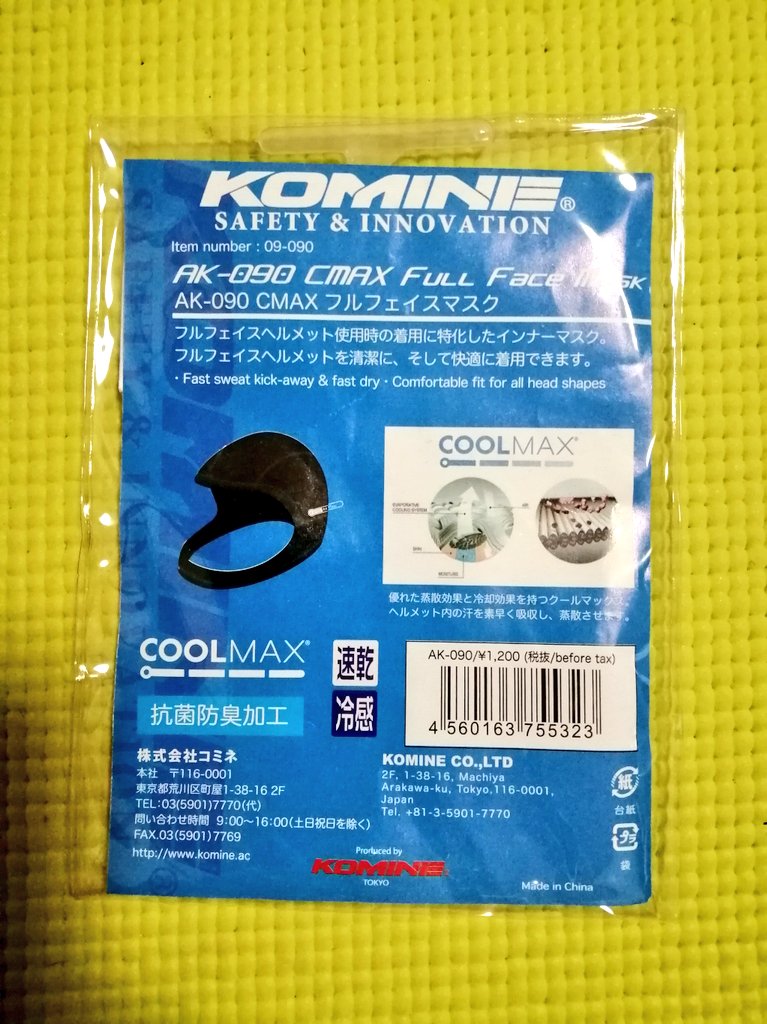 KOMINE®
SAFETY & INNOVATION
Item number : 09-090
AK-090 CMAX Full Face Mask
AK-090 CMAX フルフェイスマスク
フルフェイスヘルメット使用時の着用に特化したインナーマスク。
フルフェイスヘルメットを清潔に、そして快適に着用できます。
・Fast sweat kick-away & fast dry・Comfortable fit for all head shapes
COOLMAX®
EVAPORATIVE
COOLING SYSTEM
AIR
SKIN
MOISTURE
優れた蒸散効果と冷却効果を持つクールマックス
ヘルメット内の汗を素早く吸収し、蒸散させます。
COOLMAX®
速乾
冷感
抗菌防臭加工
AK-090/¥1,200 (税抜/before tax)
4 560163 755323
株式会社コミネ
本社 〒116-0001
東京都荒川区町屋1-38-16 2F
TEL:03(5901)7770(代)
問い合わせ時間 9:00~16:00(土日祝日を除く)
FAX.03(5901)7769
http://www.komine.ac
KOMINE CO.,LTD
2F, 1-38-16, Machiya
Arakawa-ku, Tokyo,116-0001,
Japan
Tel. +81-3-5901-7770
紙
台紙
プラ
袋
Produced by
KOMINE
TOKYO
Made in China